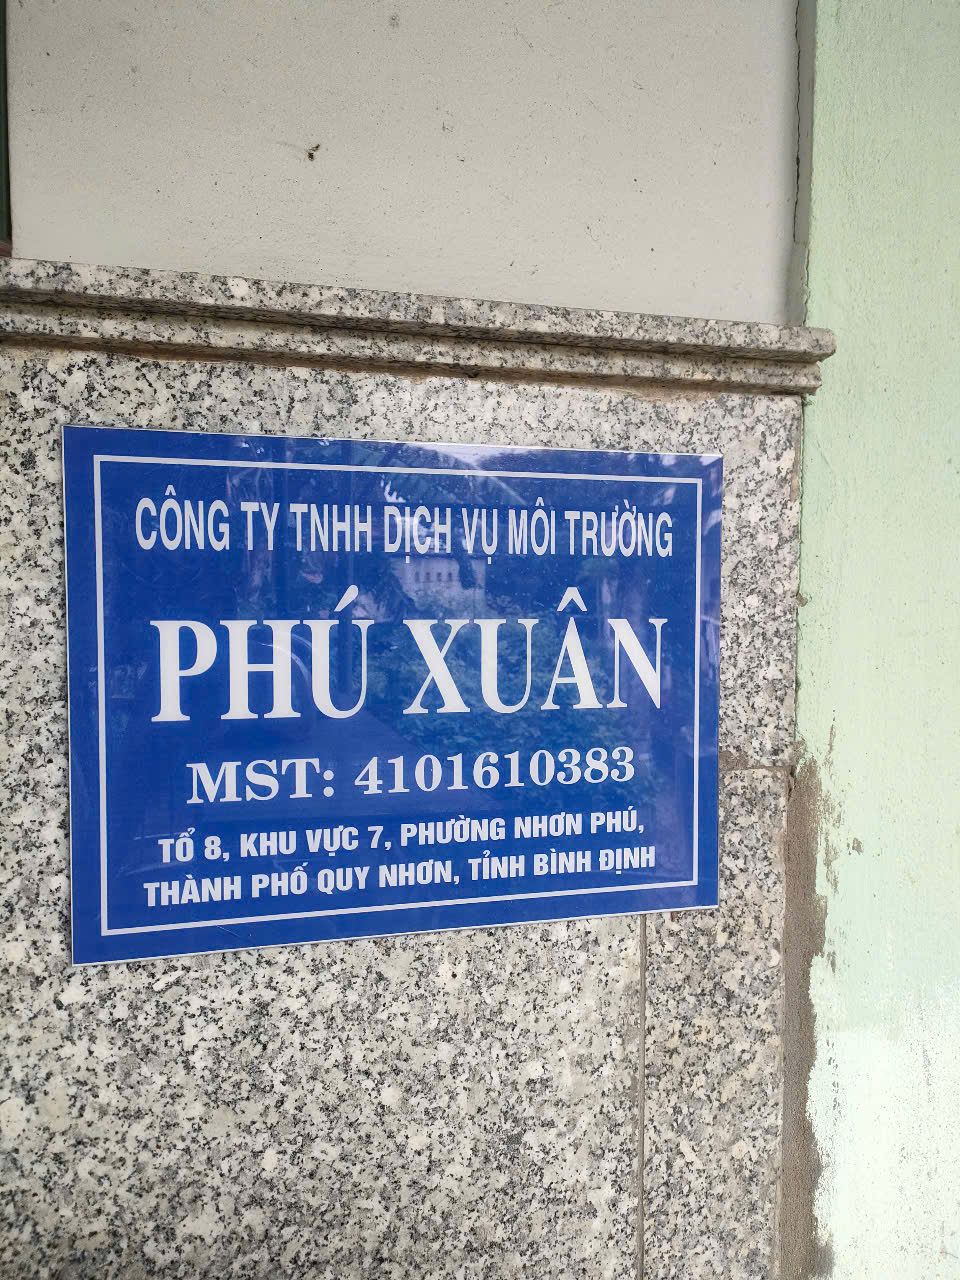 CÔNG TY TNHH DỊCH VỤ MÔI TRƯỜNG
PHÚ XUÂN
MST: 4101610383
TỔ 8, KHU VỰC 7, PHƯỜNG NHƠN PHÚ,
THÀNH PHỐ QUY NHƠN, TỈNH BÌNH ĐỊNH